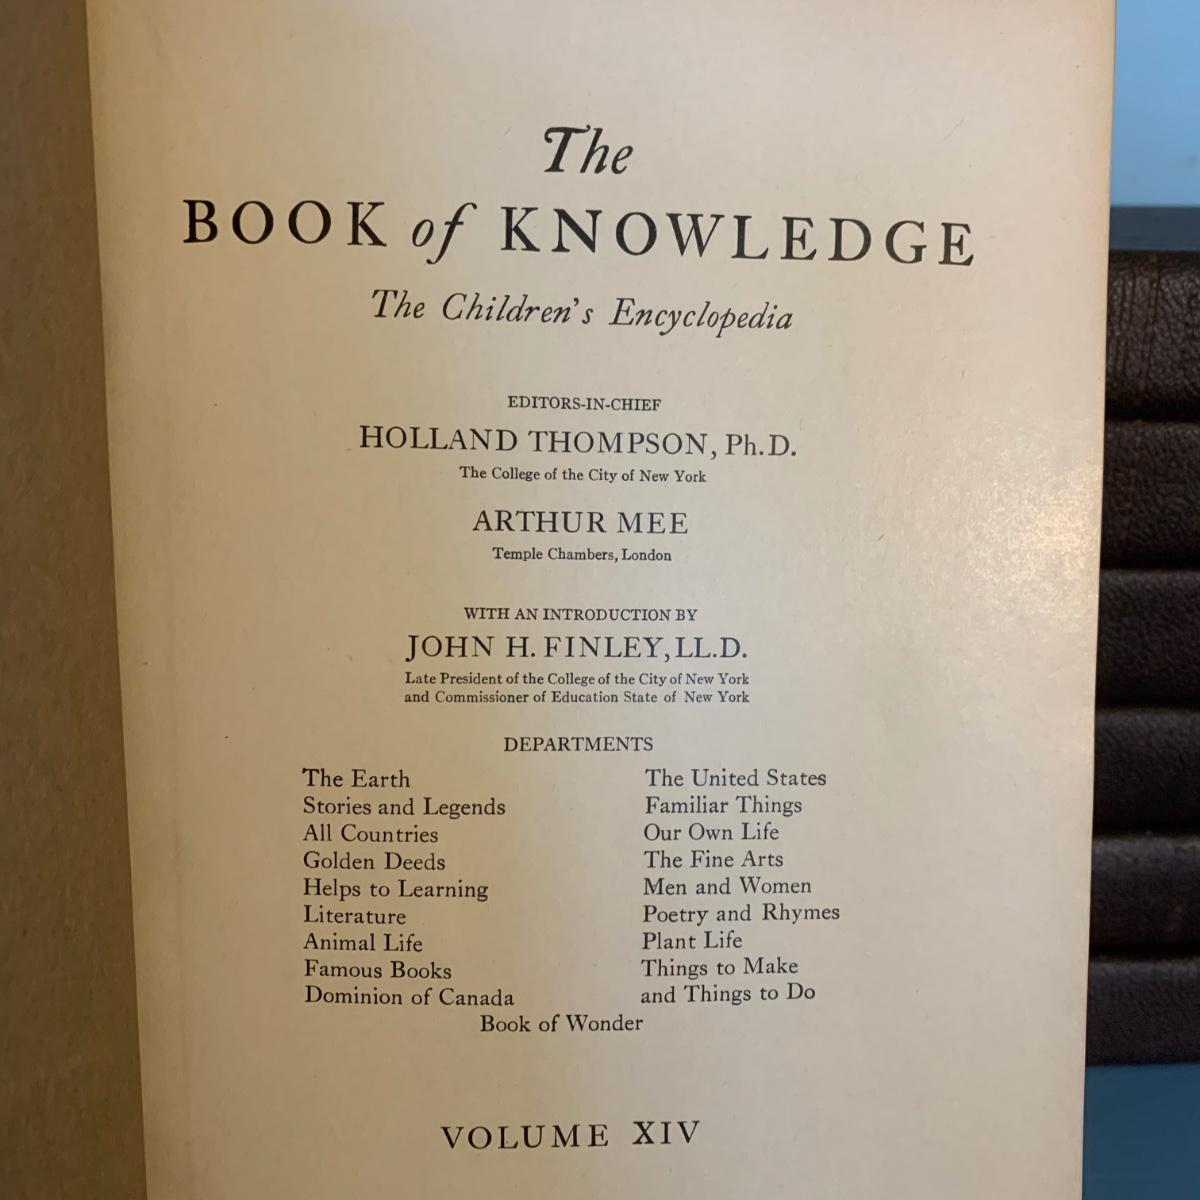 The
BOOK of KNOWLEDGE
The Children's Encyclopedia
EDITORS-IN-CHIEF
HOLLAND THOMPSON, Ph.D.
The College of the City of New York
ARTHUR MEE
Temple Chambers, London
WITH AN INTRODUCTION BY
JOHN H. FINLEY, LL.D.
Late President of the College of the City of New York
and Commissioner of Education State of New York
DEPARTMENTS
The Earth
Stories and Legends
All Countries
Golden Deeds
Helps to Learning
Literature
Animal Life
Famous Books
Dominion of Canada
The United States
Familiar Things
Our Own Life
The Fine Arts
Men and Women
Poetry and Rhymes
Plant Life
Things to Make
and Things to Do
Book of Wonder
VOLUME XIV